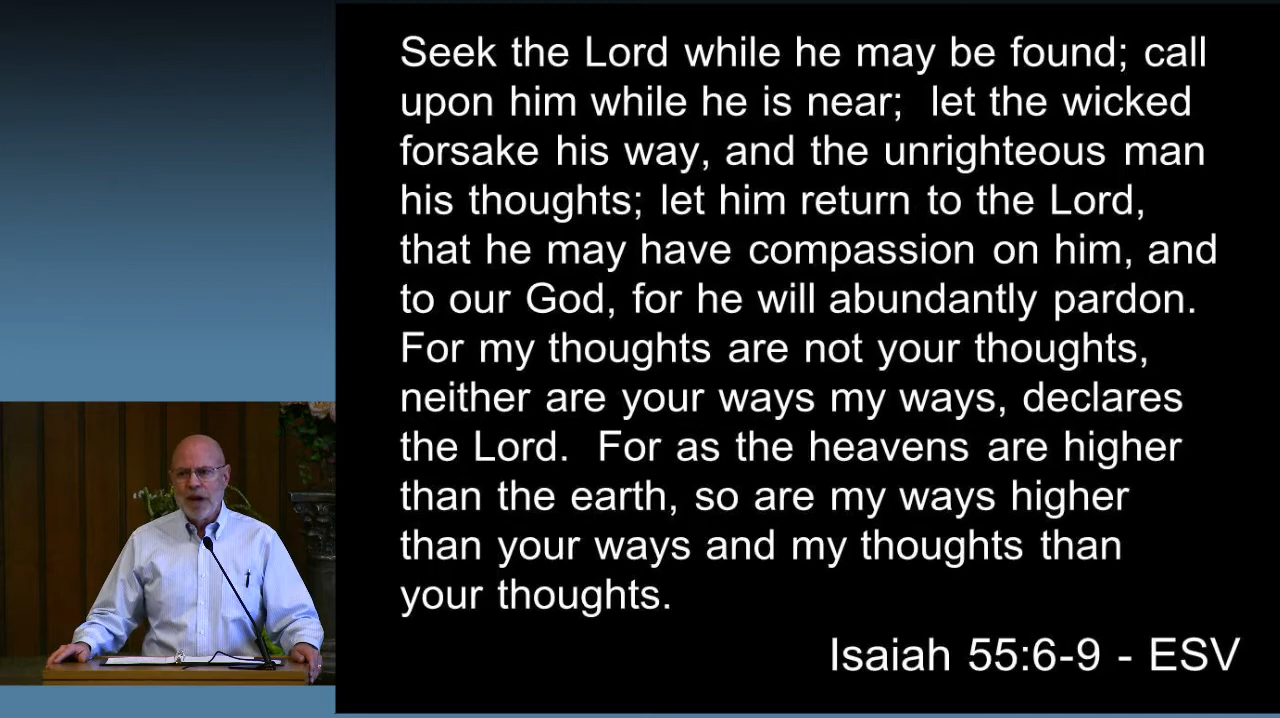 Seek the Lord while he may be found; call
upon him while he is near;  let the wicked
forsake his way, and the unrighteous man
his thoughts; let him return to the Lord,
that he may have compassion on him, and
to our God, for he will abundantly pardon.
For my thoughts are not your thoughts,
neither are your ways my ways, declares
the Lord.  For as the heavens are higher
than the earth, so are my ways higher
than your ways and my thoughts than
your thoughts.
Isaiah 55:6-9 - ESV